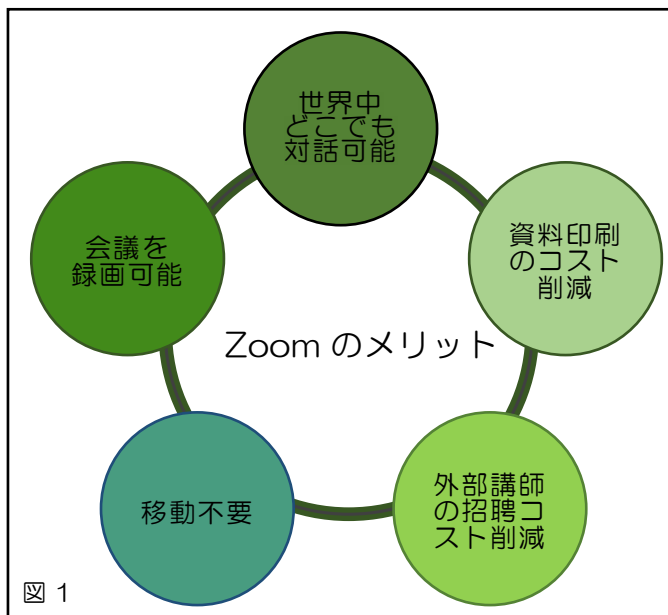 世界中
どこでも
対話可能
資料印刷
のコスト
削減
外部講師
の招聘コ
スト削減
移動不要
会議を
録画可能
Zoom のメリット
図 1